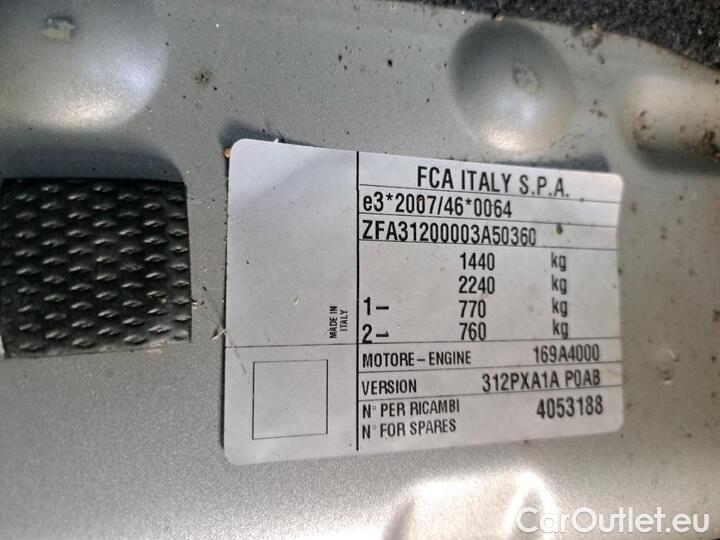 FCA ITALY S.P.A.
e3*2007/46*0064
ZFA31200003A50360
1440 kg
2240 kg
1- 770 kg
2- 760 kg
MADE IN
ITALY
MOTORE-ENGINE 169A4000
VERSION 312PXA1A P0AB
N° PER RICAMBI
N° FOR SPARES 4053188
CarOutlet.eu